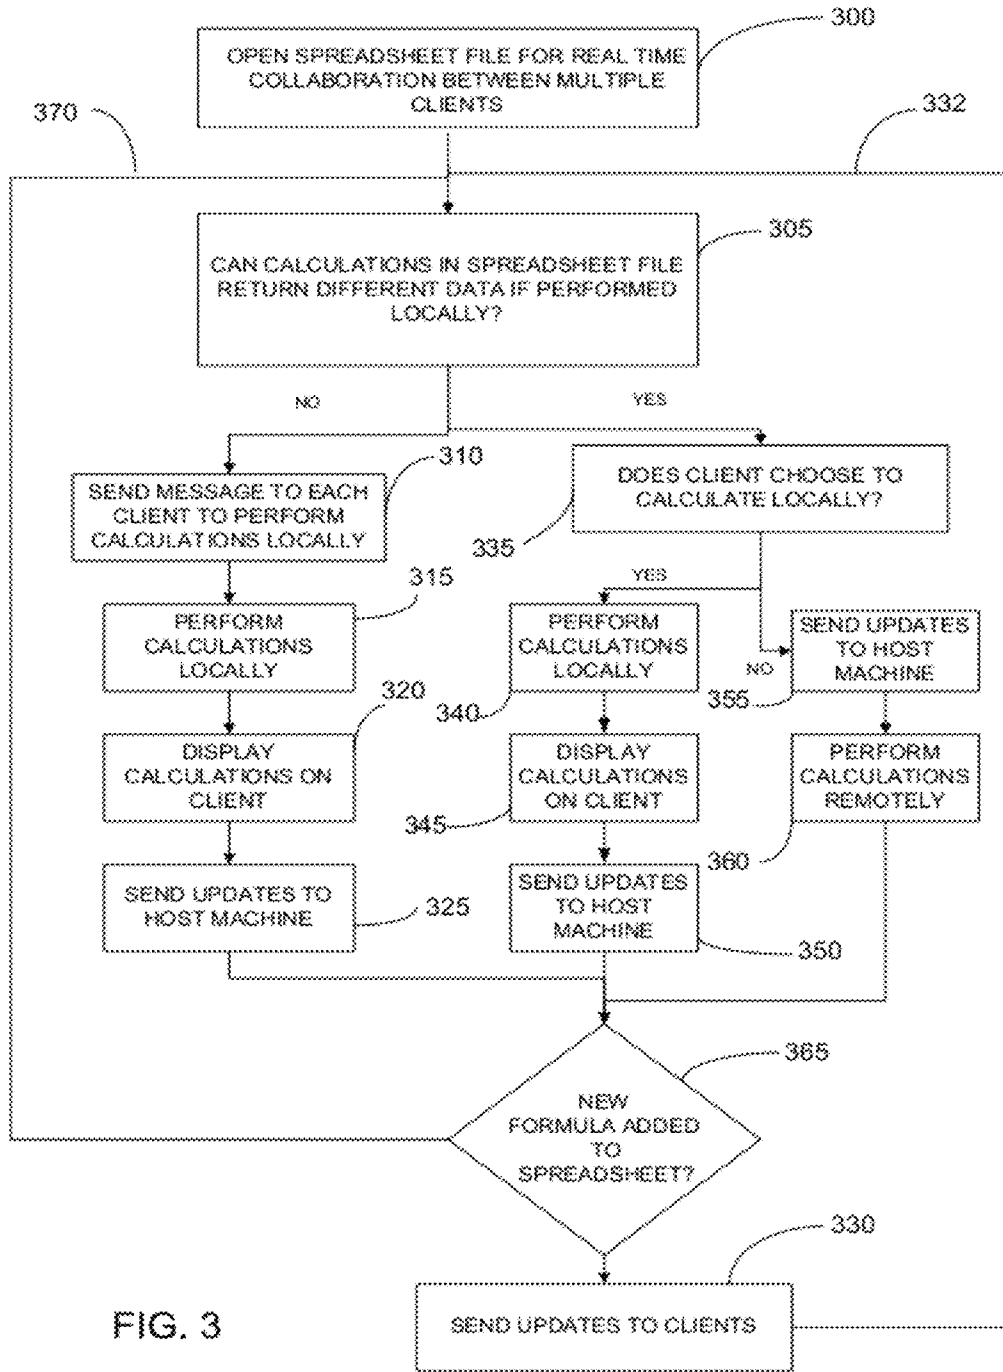 300
OPEN SPREADSHEET FILE FOR REAL TIME
COLLABORATION BETWEEN MULTIPLE
CLIENTS
370
332
305
CAN CALCULATIONS IN SPREADSHEET FILE
RETURN DIFFERENT DATA IF PERFORMED
LOCALLY?
NO
YES
310
SEND MESSAGE TO EACH
CLIENT TO PERFORM
CALCULATIONS LOCALLY
DOES CLIENT CHOOSE TO
CALCULATE LOCALLY?
335
315
PERFORM
CALCULATIONS
LOCALLY
YES
PERFORM
CALCULATIONS
LOCALLY
340
NO
SEND UPDATES
TO HOST
MACHINE
355
320
DISPLAY
CALCULATIONS ON
CLIENT
DISPLAY
CALCULATIONS
ON CLIENT
345
PERFORM
CALCULATIONS
REMOTELY
360
SEND UPDATES TO
HOST MACHINE
325
SEND UPDATES
TO HOST
MACHINE
350
365
NEW
FORMULA ADDED
TO
SPREADSHEET?
330
SEND UPDATES TO CLIENTS
FIG. 3